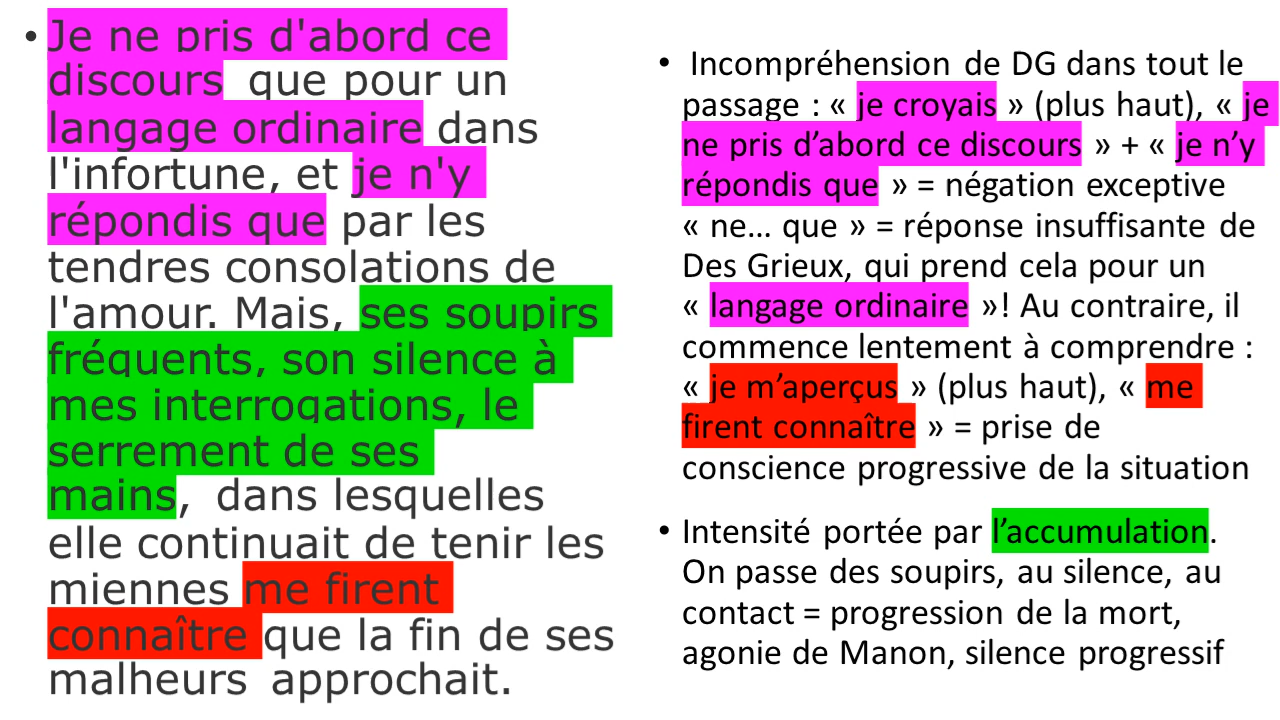 • Je ne pris d'abord ce
discours que pour un
langage ordinaire dans
l'infortune, et je n'y
répondis que par les
tendres consolations de
l'amour. Mais, ses soupirs
fréquents, son silence à
mes interrogations, le
serrement de ses
mains, dans lesquelles
elle continuait de tenir les
miennes me firent
connaître que la fin de ses
malheurs approchait.
• Incompréhension de DG dans tout le
passage : « je croyais » (plus haut), « je
ne pris d’abord ce discours » + « je n’y
répondis que » = négation exceptive
« ne… que » = réponse insuffisante de
Des Grieux, qui prend cela pour un
« langage ordinaire »! Au contraire, il
commence lentement à comprendre :
« je m’aperçus » (plus haut), « me
firent connaître » = prise de
conscience progressive de la situation
• Intensité portée par l’accumulation.
On passe des soupirs, au silence, au
contact = progression de la mort,
agonie de Manon, silence progressif